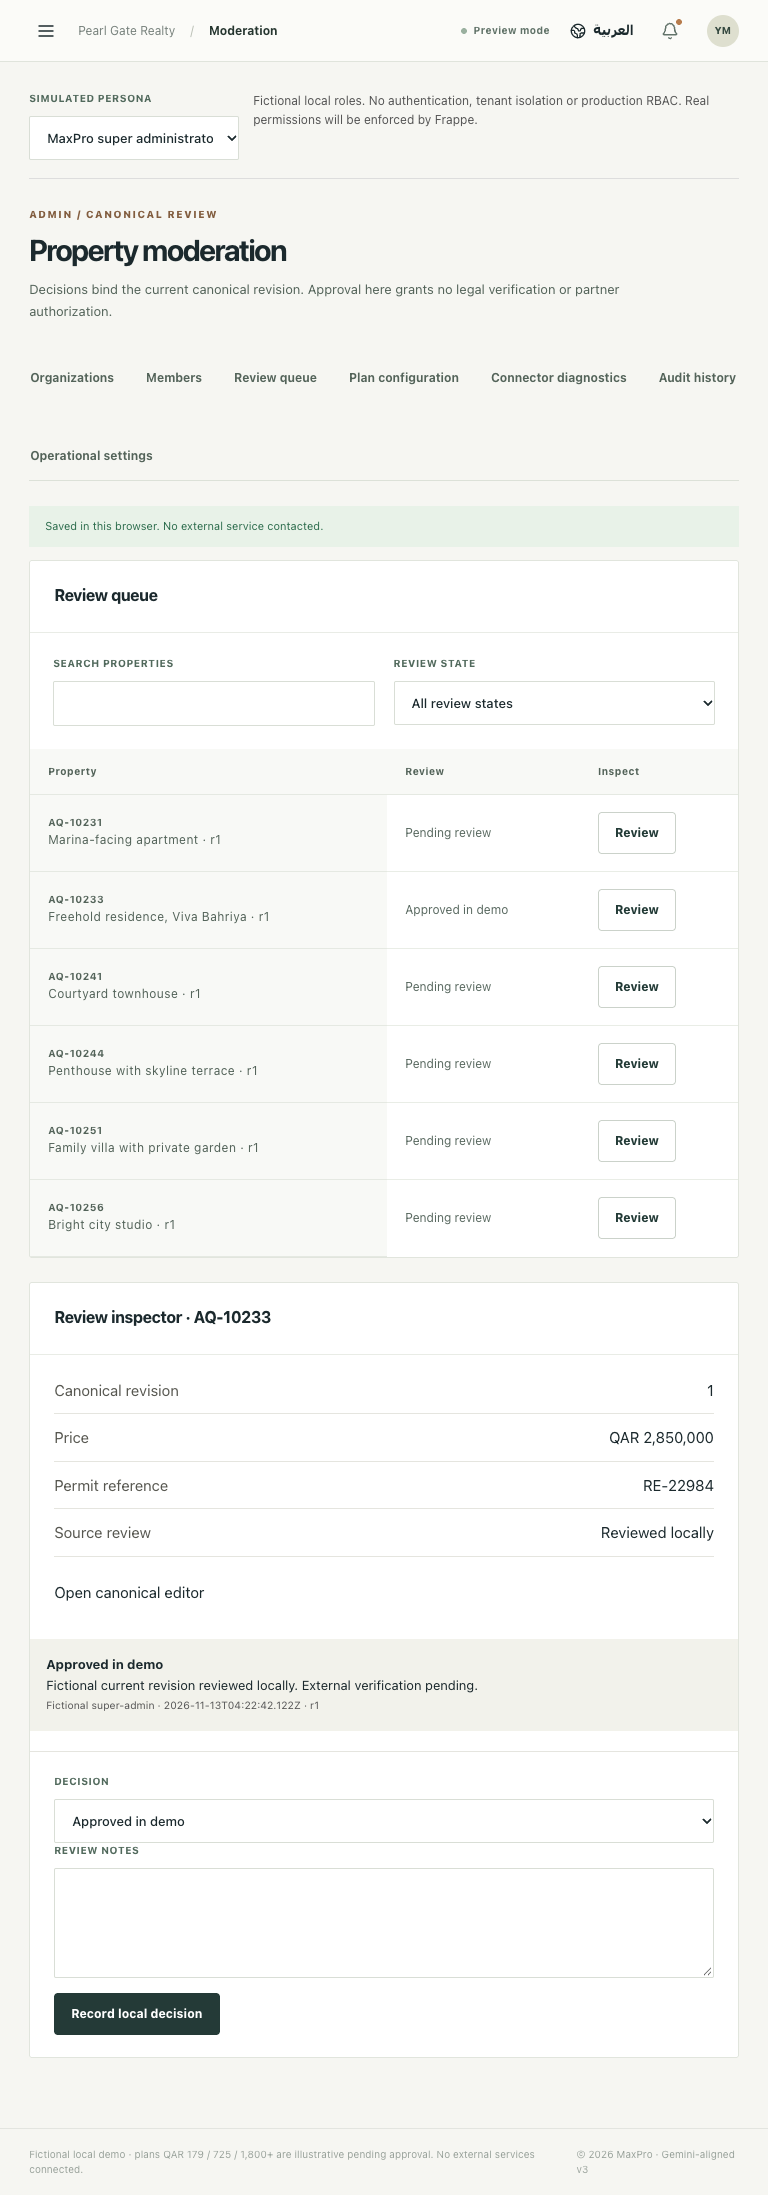 Pearl Gate Realty / Moderation
Preview mode
العربية
YM
SIMULATED PERSONA
MaxPro super administrato
Fictional local roles. No authentication, tenant isolation or production RBAC. Real
permissions will be enforced by Frappe.
ADMIN / CANONICAL REVIEW
Property moderation
Decisions bind the current canonical revision. Approval here grants no legal verification or partner
authorization.
Organizations Members Review queue Plan configuration Connector diagnostics Audit history
Operational settings
Saved in this browser. No external service contacted.
Review queue
SEARCH PROPERTIES
REVIEW STATE
All review states
Property Review Inspect
AQ-10231
Marina-facing apartment · r1
Pending review
Review
AQ-10233
Freehold residence, Viva Bahriya · r1
Approved in demo
Review
AQ-10241
Courtyard townhouse · r1
Pending review
Review
AQ-10244
Penthouse with skyline terrace · r1
Pending review
Review
AQ-10251
Family villa with private garden · r1
Pending review
Review
AQ-10256
Bright city studio · r1
Pending review
Review
Review inspector · AQ-10233
Canonical revision 1
Price QAR 2,850,000
Permit reference RE-22984
Source review Reviewed locally
Open canonical editor
Approved in demo
Fictional current revision reviewed locally. External verification pending.
Fictional super-admin · 2026-11-13T04:22:42.122Z · r1
DECISION
Approved in demo
REVIEW NOTES
Record local decision
Fictional local demo · plans QAR 179 / 725 / 1,800+ are illustrative pending approval. No external services
connected.
© 2026 MaxPro · Gemini-aligned
v3